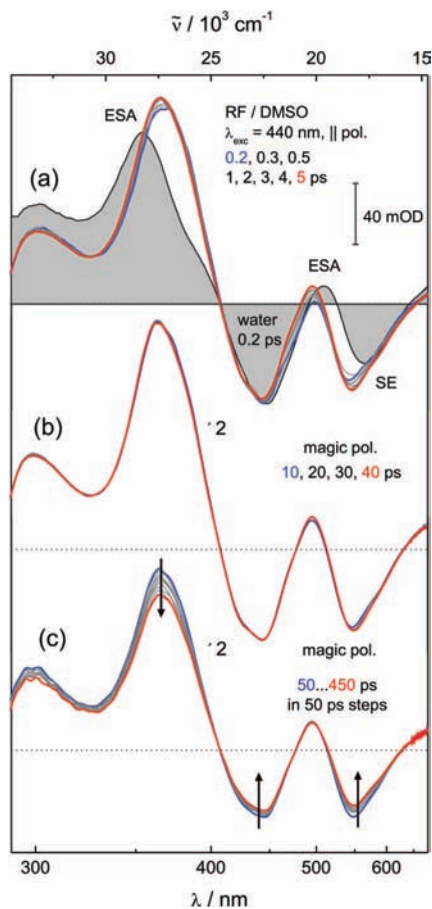 ṽ / 10³ cm⁻¹
30 25 20 15
ESA
RF / DMSO
λexc = 440 nm, || pol.
0.2, 0.3, 0.5
1, 2, 3, 4, 5 ps
(a)
40 mOD
ESA
water
0.2 ps
SE
(b)
´2
magic pol.
10, 20, 30, 40 ps
(c)
´2
magic pol.
50...450 ps
in 50 ps steps
300 400 500 600
λ / nm